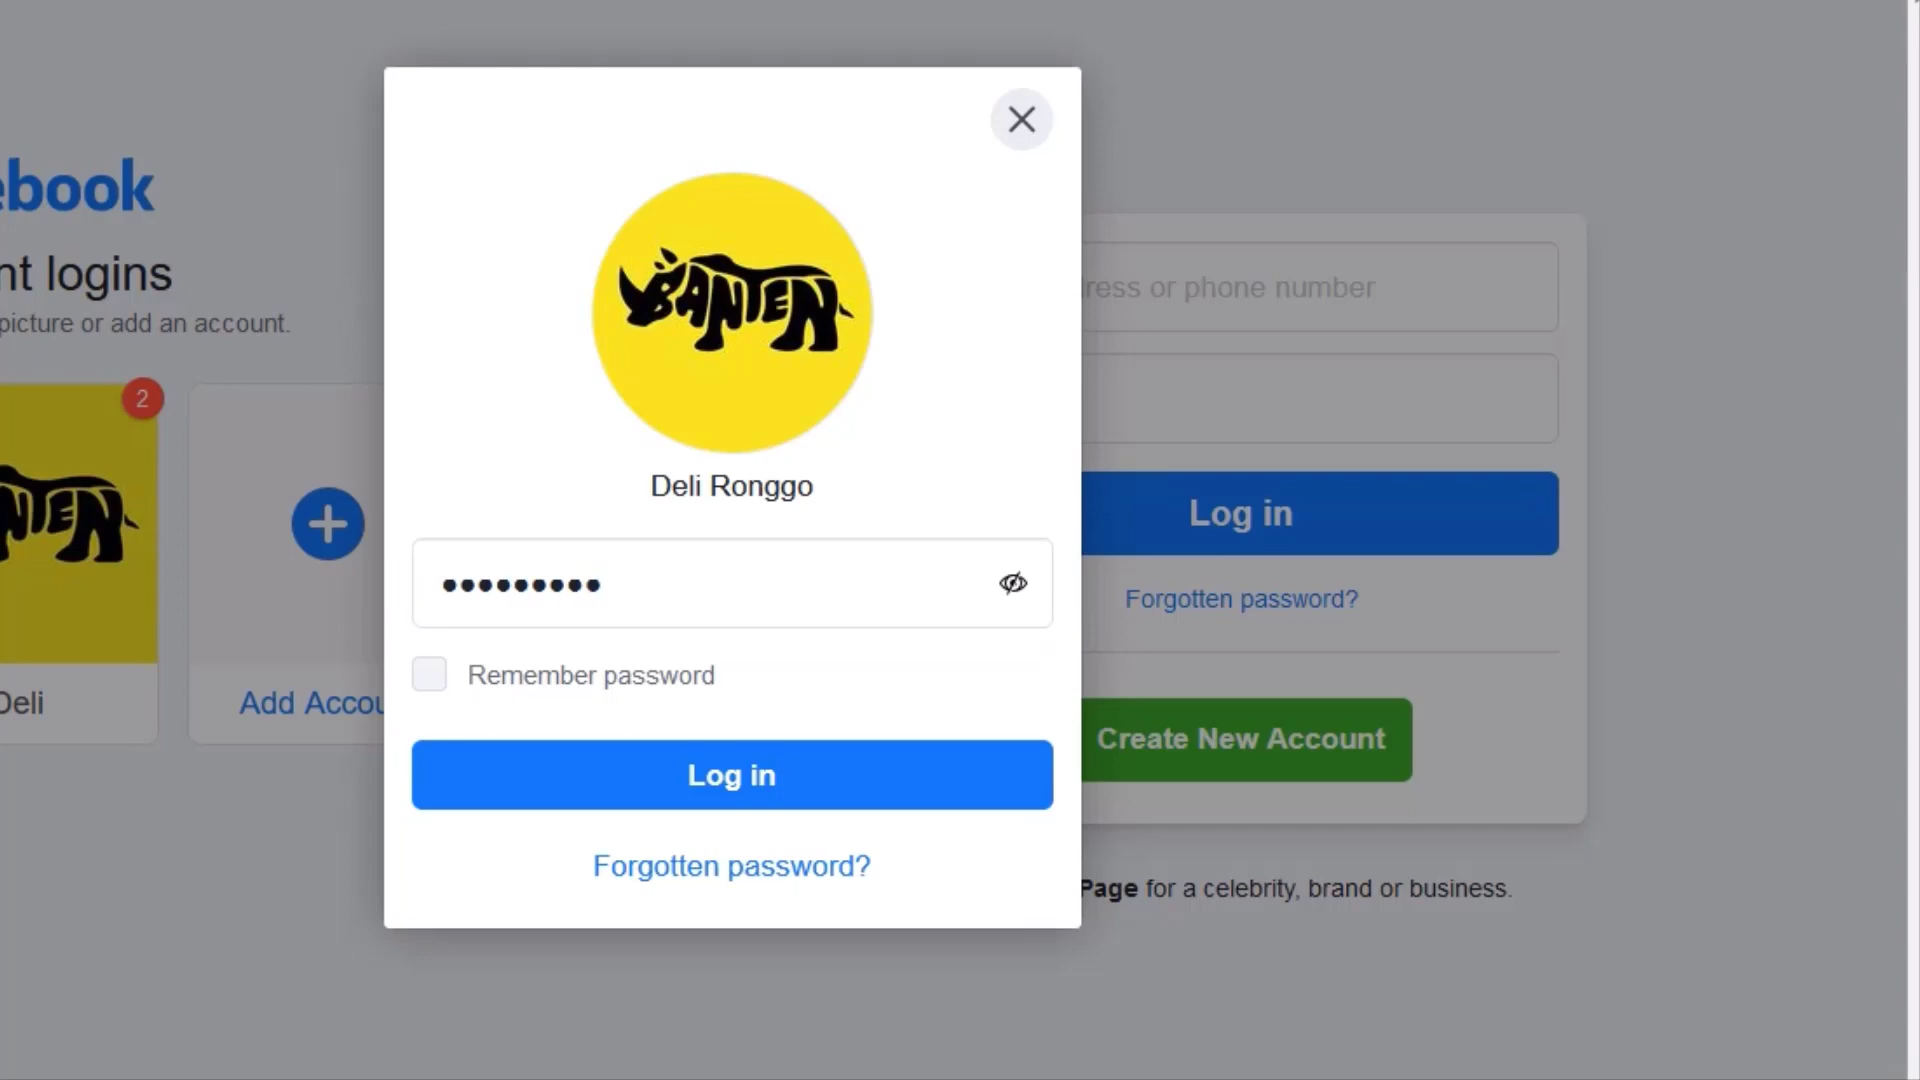 ebook
nt logins
picture or add an account.
2
BANTEN
Deli
Add Accou
BANTEN
Deli Ronggo
•••••••••
Remember password
Log in
Forgotten password?
ress or phone number
Log in
Forgotten password?
Create New Account
Page for a celebrity, brand or business.